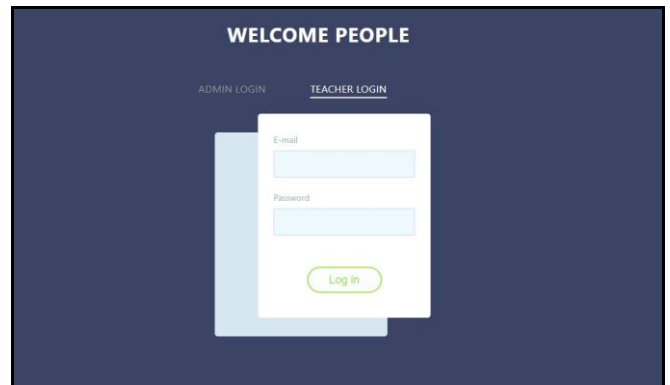 WELCOME PEOPLE
ADMIN LOGIN TEACHER LOGIN
E-mail
Password
Log in